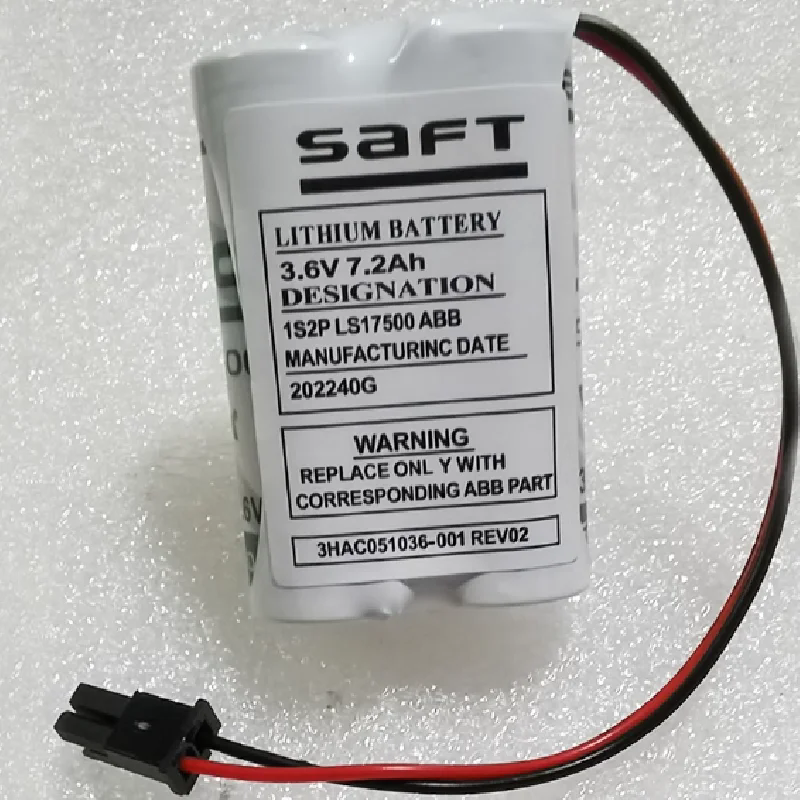 SAFT
LITHIUM BATTERY
3.6V 7.2Ah
DESIGNATION
1S2P LS17500 ABB
MANUFACTURINC DATE
202240G
WARNING
REPLACE ONL Y WITH
CORRESPONDING ABB PART
3HAC051036-001 REV02